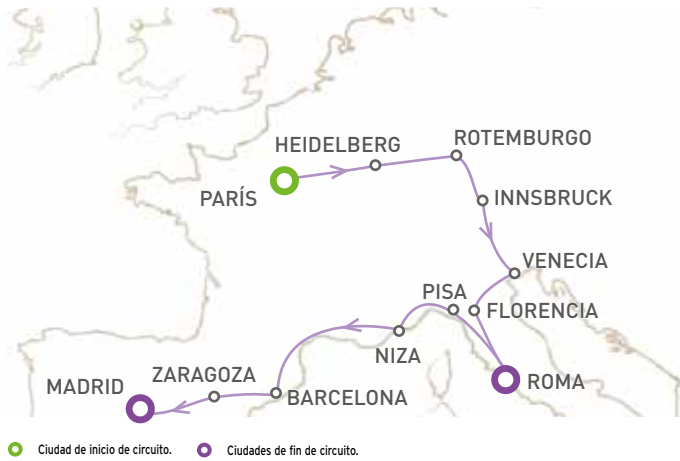 HEIDELBERG
ROTEMBURGO
PARÍS
INNSBRUCK
VENECIA
PISA
FLORENCIA
NIZA
ROMA
MADRID
ZARAGOZA
BARCELONA
Ciudad de inicio de circuito.
Ciudades de fin de circuito.